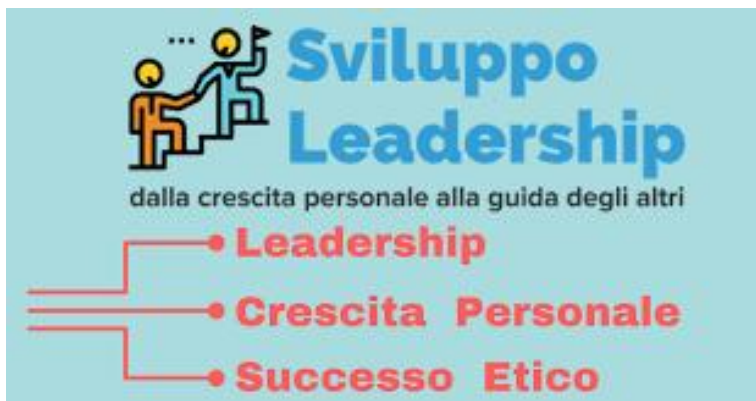 Sviluppo
Leadership
dalla crescita personale alla guida degli altri
Leadership
Crescita Personale
Successo Etico